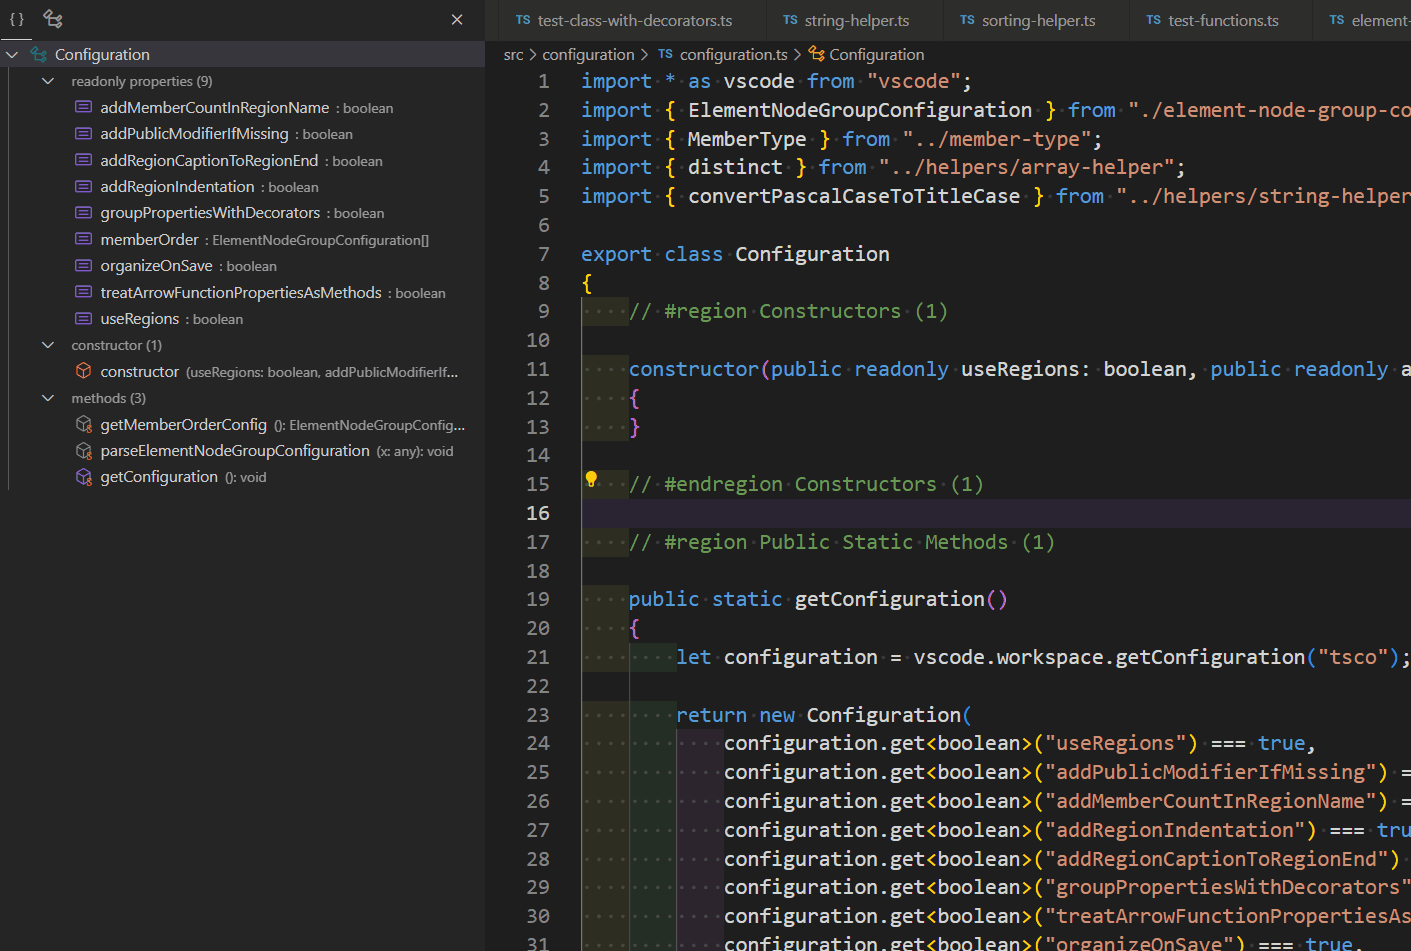 { }
Configuration
readonly properties (9)
addMemberCountInRegionName : boolean
addPublicModifierIfMissing : boolean
addRegionCaptionToRegionEnd : boolean
addRegionIndentation : boolean
groupPropertiesWithDecorators : boolean
memberOrder : ElementNodeGroupConfiguration[]
organizeOnSave : boolean
treatArrowFunctionPropertiesAsMethods : boolean
useRegions : boolean
constructor (1)
constructor (useRegions: boolean, addPublicModifierIf...
methods (3)
getMemberOrderConfig (): ElementNodeGroupConfig...
parseElementNodeGroupConfiguration (x: any): void
getConfiguration (): void
TS test-class-with-decorators.ts TS string-helper.ts TS sorting-helper.ts TS test-functions.ts TS element-
src > configuration > TS configuration.ts > Configuration
1 import * as vscode from "vscode";
2 import { ElementNodeGroupConfiguration } from "./element-node-group-co
3 import { MemberType } from "../member-type";
4 import { distinct } from "../helpers/array-helper";
5 import { convertPascalCaseToTitleCase } from "../helpers/string-helper
6
7 export class Configuration
8 {
9 // #region Constructors (1)
10
11 constructor(public readonly useRegions: boolean, public readonly a
12 {
13 }
14
15 // #endregion Constructors (1)
16
17 // #region Public Static Methods (1)
18
19 public static getConfiguration()
20 {
21 let configuration = vscode.workspace.getConfiguration("tsco");
22
23 return new Configuration(
24 configuration.get<boolean>("useRegions") === true,
25 configuration.get<boolean>("addPublicModifierIfMissing") =
26 configuration.get<boolean>("addMemberCountInRegionName") =
27 configuration.get<boolean>("addRegionIndentation") === tru
28 configuration.get<boolean>("addRegionCaptionToRegionEnd")
29 configuration.get<boolean>("groupPropertiesWithDecorators"
30 configuration.get<boolean>("treatArrowFunctionPropertiesAs
31 configuration.get<boolean>("organizeOnSave") === true,